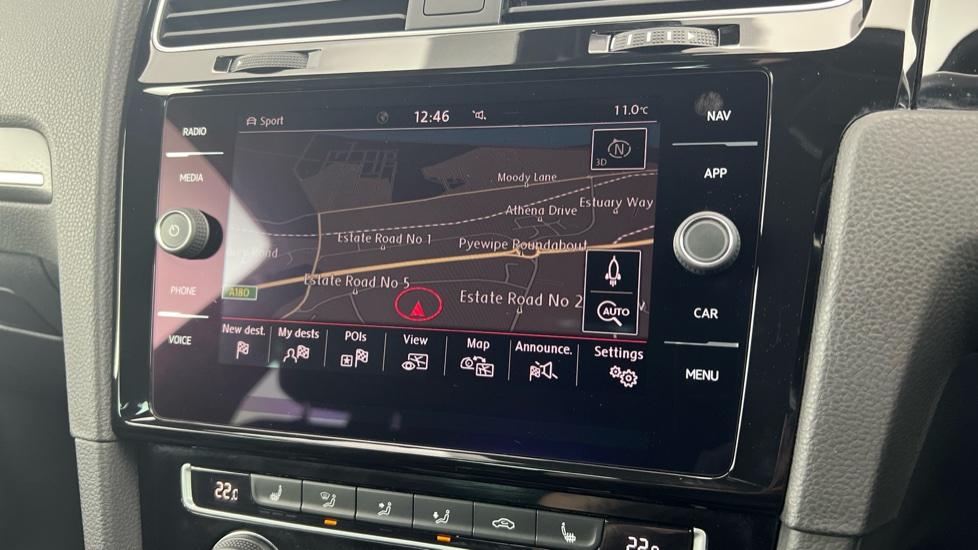 RADIO
MEDIA
PHONE
VOICE
Sport
12:46
11.0°C
N
3D
Moody Lane
Estuary Way
Athena Drive
Estate Road No 1
Pyewipe Roundabout
Estate Road No 5
A180
Estate Road No 2
AUTO
New dest.
My dests
POIs
View
Map
Announce.
Settings
NAV
APP
CAR
MENU
22.0
22.0